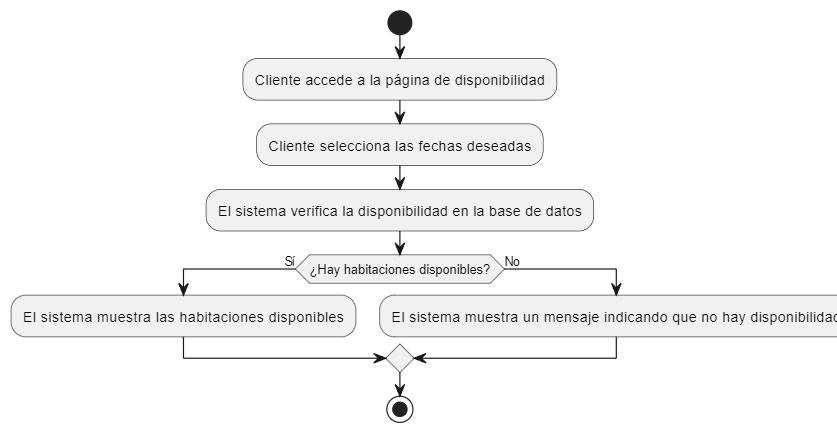 Cliente accede a la página de disponibilidad
Cliente selecciona las fechas deseadas
El sistema verifica la disponibilidad en la base de datos
Sí
¿Hay habitaciones disponibles?
No
El sistema muestra las habitaciones disponibles
El sistema muestra un mensaje indicando que no hay disponibilidad